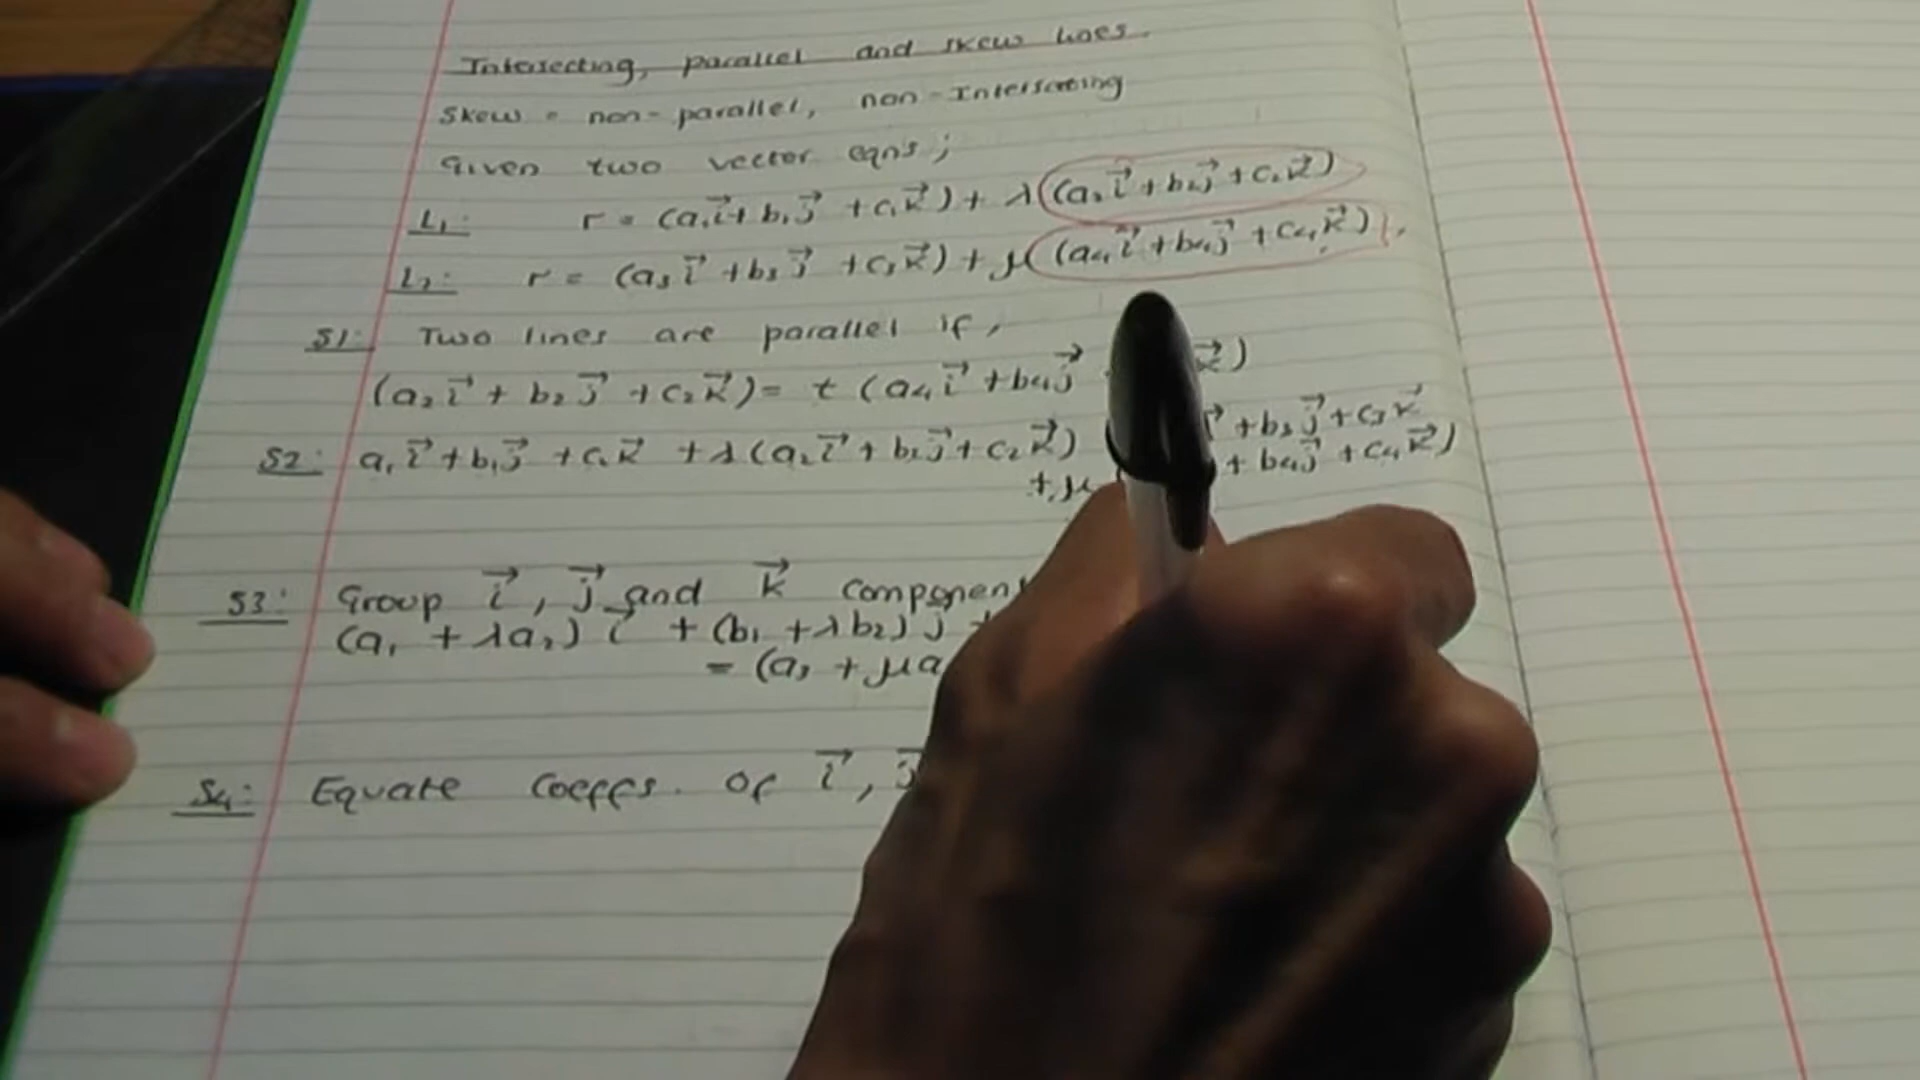 Intersecting, parallel and skew lines.
Skew = non-parallel, non-Intersecting
Given two vector eqn's;
L₁: r = (a₁i⃗ + b₁j⃗ + c₁k⃗) + λ(a₂i⃗ + b₂j⃗ + c₂k⃗)
L₂: r = (a₃i⃗ + b₃j⃗ + c₃k⃗) + μ(a₄i⃗ + b₄j⃗ + c₄k⃗).
S1: Two lines are parallel if,
(a₂i⃗ + b₂j⃗ + c₂k⃗) = t (a₄i⃗ + b₄j⃗ k⃗)
S2: a₁i⃗ + b₁j⃗ + c₁k⃗ + λ(a₂i⃗ + b₂j⃗ + c₂k⃗) + b₃j⃗ + c₃k⃗
+ μ + b₄j⃗ + c₄k⃗)
S3: Group i⃗, j⃗ and k⃗ componen
(a₁ + λa₂)i⃗ + (b₁ + λb₂)j⃗ +
= (a₃ + μa
S4: Equate Coeffs. Of i⃗, j⃗